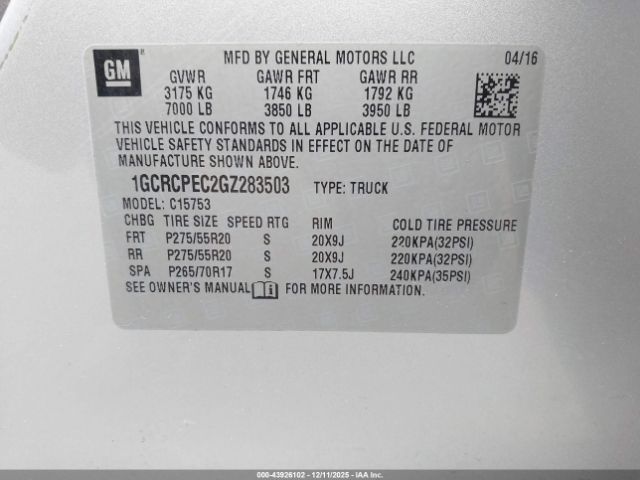 GM MFD BY GENERAL MOTORS LLC 04/16
GVWR GAWR FRT GAWR RR
3175 KG 1746 KG 1792 KG
7000 LB 3850 LB 3950 LB
THIS VEHICLE CONFORMS TO ALL APPLICABLE U.S. FEDERAL MOTOR
VEHICLE SAFETY STANDARDS IN EFFECT ON THE DATE OF
MANUFACTURE SHOWN ABOVE.
1GCRCPEC2GZ283503 TYPE: TRUCK
MODEL: C15753
CHBG TIRE SIZE SPEED RTG RIM COLD TIRE PRESSURE
FRT P275/55R20 S 20X9J 220KPA(32PSI)
RR P275/55R20 S 20X9J 220KPA(32PSI)
SPA P265/70R17 S 17X7.5J 240KPA(35PSI)
SEE OWNER'S MANUAL FOR MORE INFORMATION.
000-43926102 - 12/11/2025 - IAAI.com